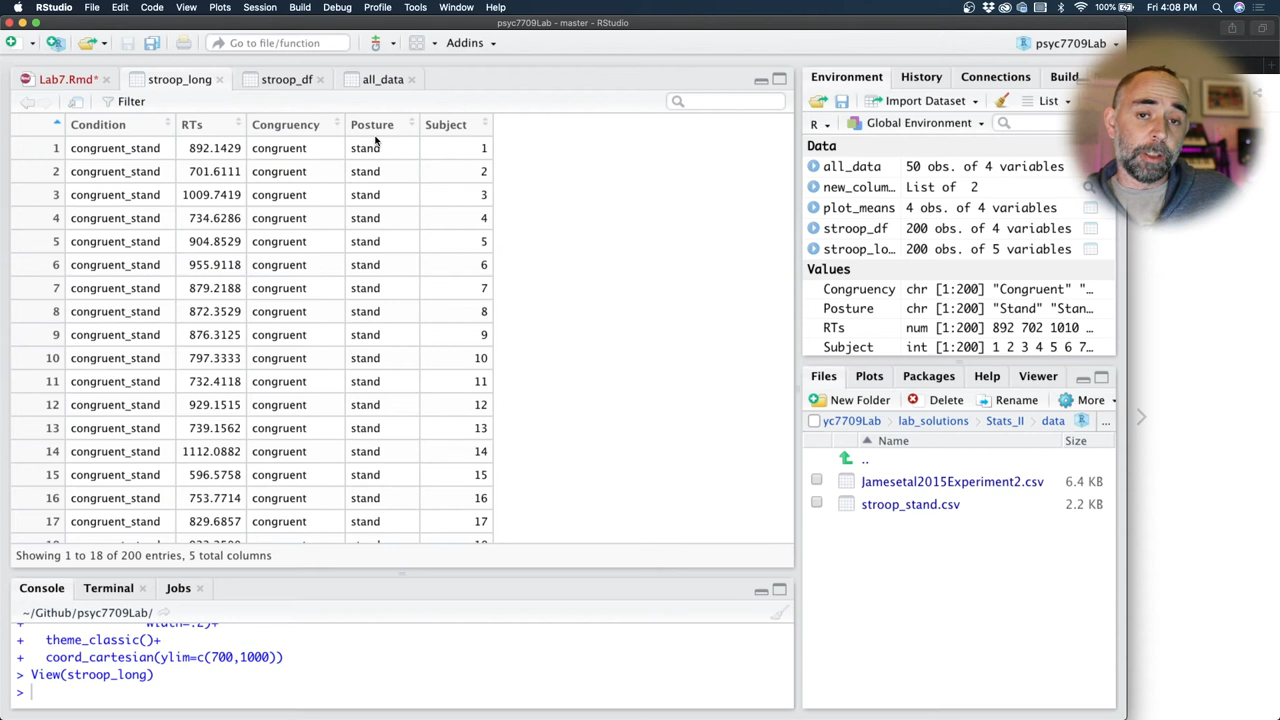 RStudio File Edit Code View Plots Session Build Debug Profile Tools Window Help 100% Fri 4:08 PM
psyc7709Lab - master - RStudio
Go to file/function Addins psyc7709Lab
Lab7.Rmd* stroop_long stroop_df all_data
Filter
Condition RTs Congruency Posture Subject
1 congruent_stand 892.1429 congruent stand 1
2 congruent_stand 701.6111 congruent stand 2
3 congruent_stand 1009.7419 congruent stand 3
4 congruent_stand 734.6286 congruent stand 4
5 congruent_stand 904.8529 congruent stand 5
6 congruent_stand 955.9118 congruent stand 6
7 congruent_stand 879.2188 congruent stand 7
8 congruent_stand 872.3529 congruent stand 8
9 congruent_stand 876.3125 congruent stand 9
10 congruent_stand 797.3333 congruent stand 10
11 congruent_stand 732.4118 congruent stand 11
12 congruent_stand 929.1515 congruent stand 12
13 congruent_stand 739.1562 congruent stand 13
14 congruent_stand 1112.0882 congruent stand 14
15 congruent_stand 596.5758 congruent stand 15
16 congruent_stand 753.7714 congruent stand 16
17 congruent_stand 829.6857 congruent stand 17
Showing 1 to 18 of 200 entries, 5 total columns
Console Terminal Jobs
~/Github/psyc7709Lab/
+ width=.2)+
+ theme_classic()+
+ coord_cartesian(ylim=c(700,1000))
> View(stroop_long)
>
Environment History Connections Build
Import Dataset List
R Global Environment
Data
all_data 50 obs. of 4 variables
new_colum… List of 2
plot_means 4 obs. of 4 variables
stroop_df 200 obs. of 4 variables
stroop_lo… 200 obs. of 5 variables
Values
Congruency chr [1:200] "Congruent" "…
Posture chr [1:200] "Stand" "Stan…
RTs num [1:200] 892 702 1010 …
Subject int [1:200] 1 2 3 4 5 6 7…
Files Plots Packages Help Viewer
New Folder Delete Rename More
yc7709Lab lab_solutions Stats_II data ...
Name Size
..
Jamesetal2015Experiment2.csv 6.4 KB
stroop_stand.csv 2.2 KB